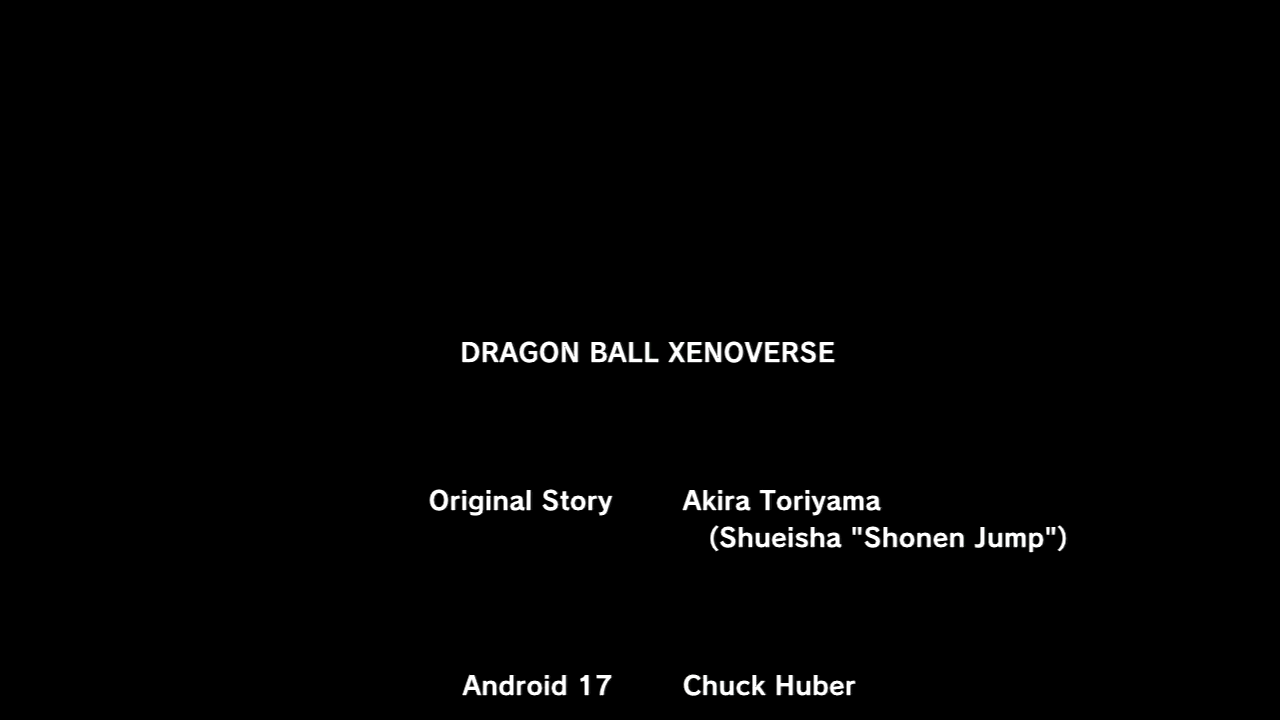 DRAGON BALL XENOVERSE
Original Story Akira Toriyama
(Shueisha "Shonen Jump")
Android 17 Chuck Huber